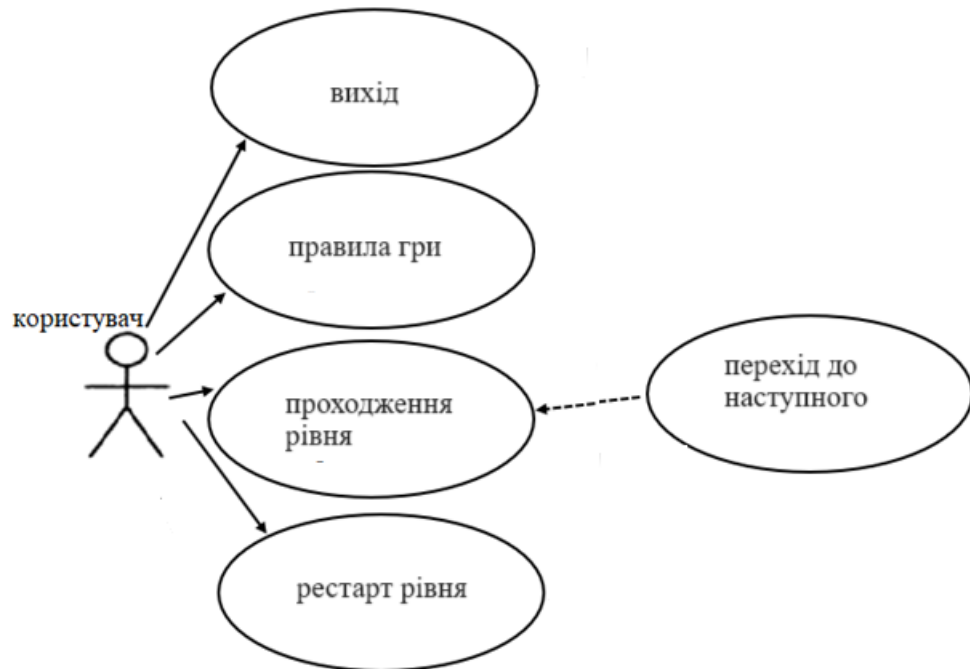 вихід
правила гри
користувач
проходження
рівня
перехід до
наступного
рестарт рівня